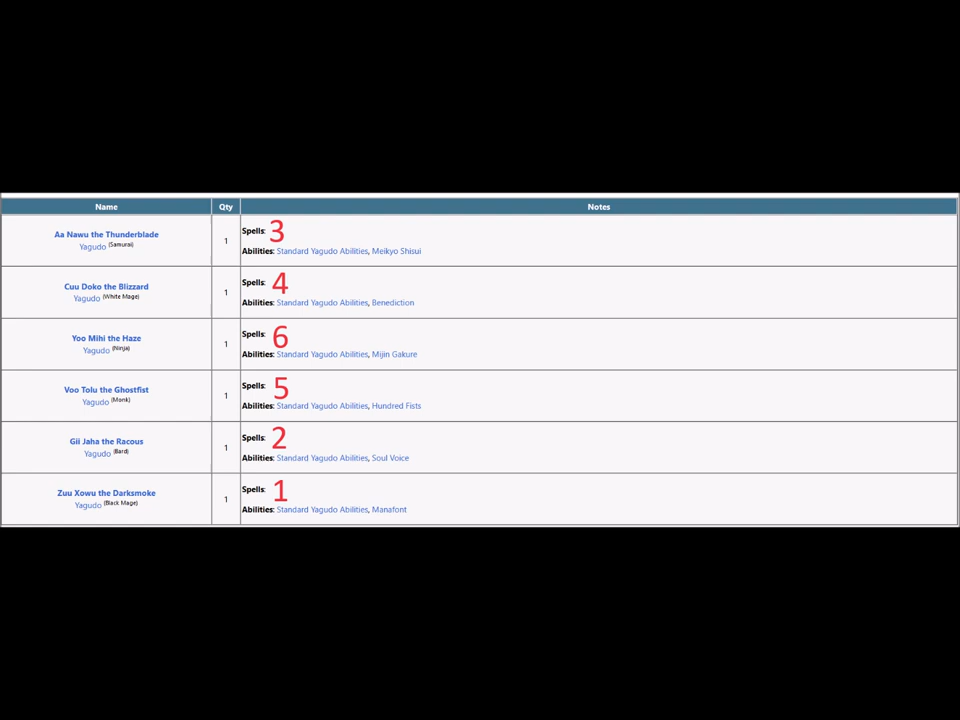 Name Qty Notes
Aa Nawu the Thunderblade
Yagudo (Samurai)
1
Spells: 3
Abilities: Standard Yagudo Abilities, Meikyo Shisui
Cuu Doko the Blizzard
Yagudo (White Mage)
1
Spells: 4
Abilities: Standard Yagudo Abilities, Benediction
Yoo Mihi the Haze
Yagudo (Ninja)
1
Spells: 6
Abilities: Standard Yagudo Abilities, Mijin Gakure
Voo Tolu the Ghostfist
Yagudo (Monk)
1
Spells: 5
Abilities: Standard Yagudo Abilities, Hundred Fists
Gii Jaha the Racous
Yagudo (Bard)
1
Spells: 2
Abilities: Standard Yagudo Abilities, Soul Voice
Zuu Xowu the Darksmoke
Yagudo (Black Mage)
1
Spells: 1
Abilities: Standard Yagudo Abilities, Manafont